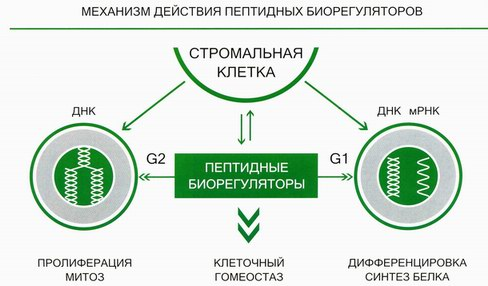 МЕХАНИЗМ ДЕЙСТВИЯ ПЕПТИДНЫХ БИОРЕГУЛЯТОРОВ
СТРОМАЛЬНАЯ
КЛЕТКА
ДНК
ДНК мРНК
G2
ПЕПТИДНЫЕ
БИОРЕГУЛЯТОРЫ
G1
ПРОЛИФЕРАЦИЯ
МИТОЗ
КЛЕТОЧНЫЙ
ГОМЕОСТАЗ
ДИФФЕРЕНЦИРОВКА
СИНТЕЗ БЕЛКА